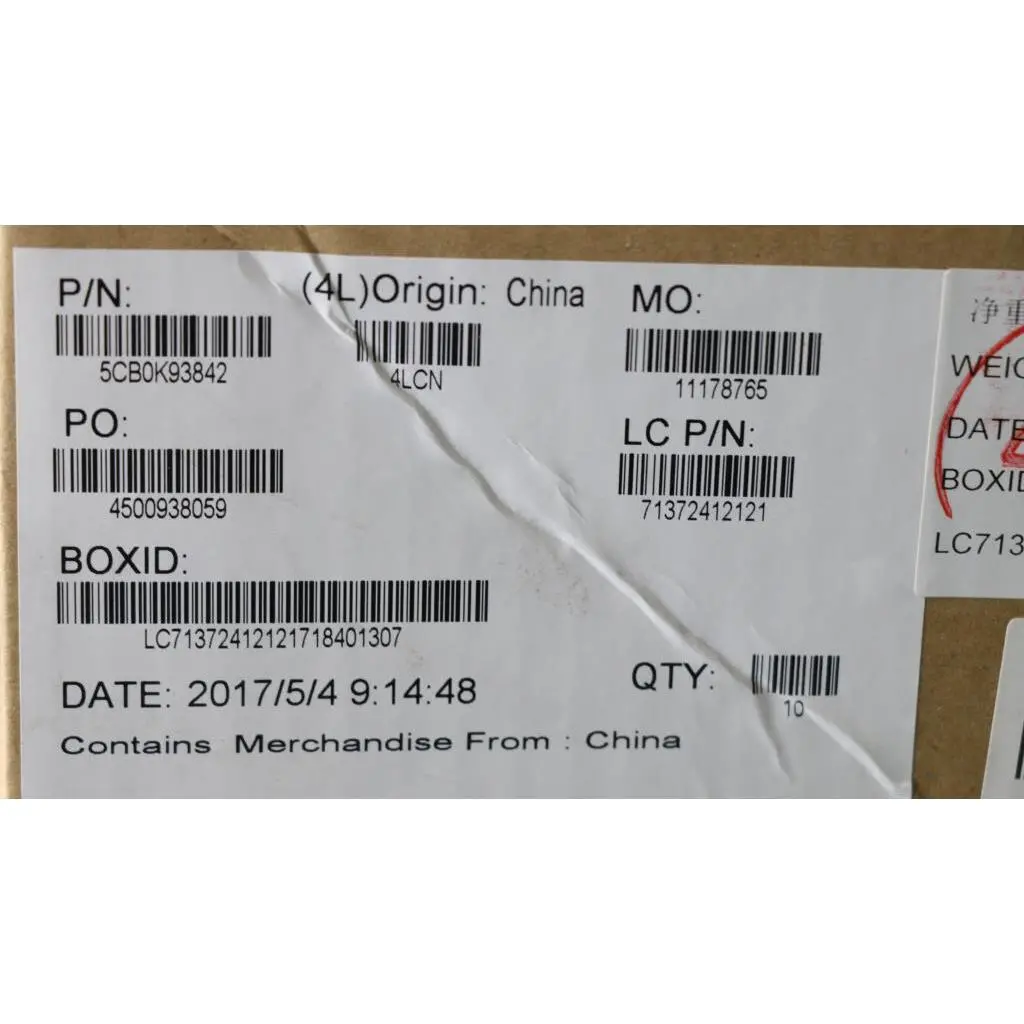 P/N: (4L)Origin: China MO:
5CB0K93842 4LCN 11178765
PO: LC P/N:
4500938059 71372412121
BOXID:
LC71372412121718401307
DATE: 2017/5/4 9:14:48 QTY:
10
Contains Merchandise From : China
净重
WEIG
DATE
BOXID
LC713